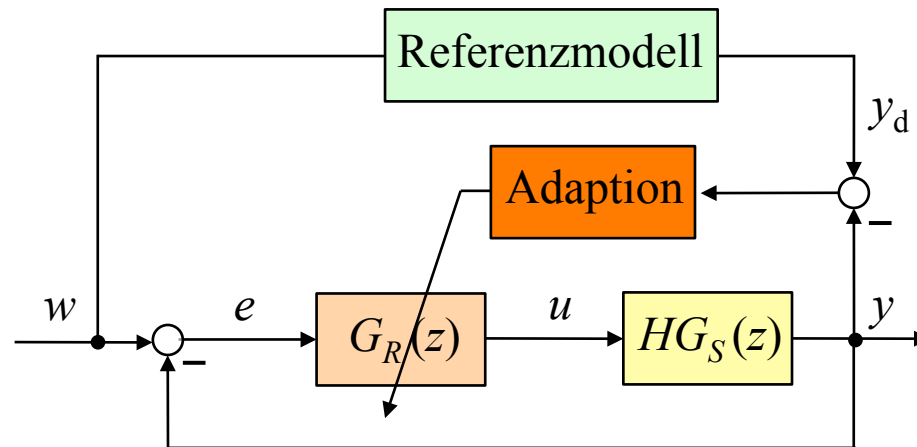 Referenzmodell
y_d
Adaption
−
w
e
G_R(z)
u
HG_S(z)
y
−